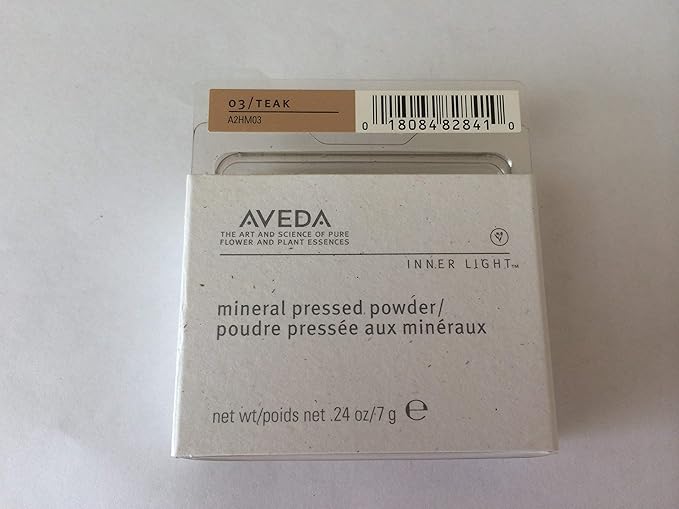 03/TEAK
A2HM03
0 18084 82841 0
AVEDA
THE ART AND SCIENCE OF PURE
FLOWER AND PLANT ESSENCES
INNER LIGHT™
mineral pressed powder/
poudre pressée aux minéraux
net wt/poids net .24 oz/7 g ℮